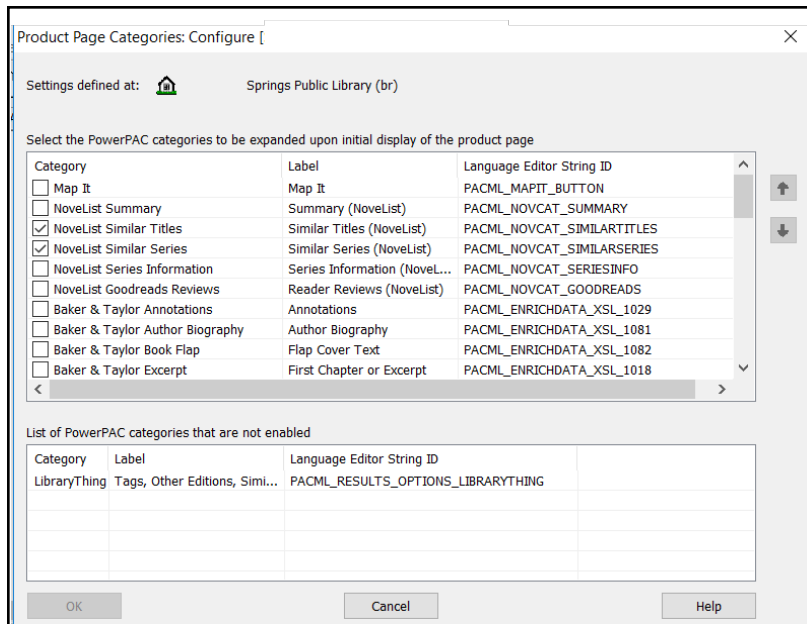 Product Page Categories: Configure [
Settings defined at: Springs Public Library (br)
Select the PowerPAC categories to be expanded upon initial display of the product page
Category Label Language Editor String ID
Map It Map It PACML_MAPIT_BUTTON
NoveList Summary Summary (NoveList) PACML_NOVCAT_SUMMARY
NoveList Similar Titles Similar Titles (NoveList) PACML_NOVCAT_SIMILARTITLES
NoveList Similar Series Similar Series (NoveList) PACML_NOVCAT_SIMILARSERIES
NoveList Series Information Series Information (NoveL... PACML_NOVCAT_SERIESINFO
NoveList Goodreads Reviews Reader Reviews (NoveList) PACML_NOVCAT_GOODREADS
Baker & Taylor Annotations Annotations PACML_ENRICHDATA_XSL_1029
Baker & Taylor Author Biography Author Biography PACML_ENRICHDATA_XSL_1081
Baker & Taylor Book Flap Flap Cover Text PACML_ENRICHDATA_XSL_1082
Baker & Taylor Excerpt First Chapter or Excerpt PACML_ENRICHDATA_XSL_1018
List of PowerPAC categories that are not enabled
Category Label Language Editor String ID
LibraryThing Tags, Other Editions, Simi... PACML_RESULTS_OPTIONS_LIBRARYTHING
OK Cancel Help